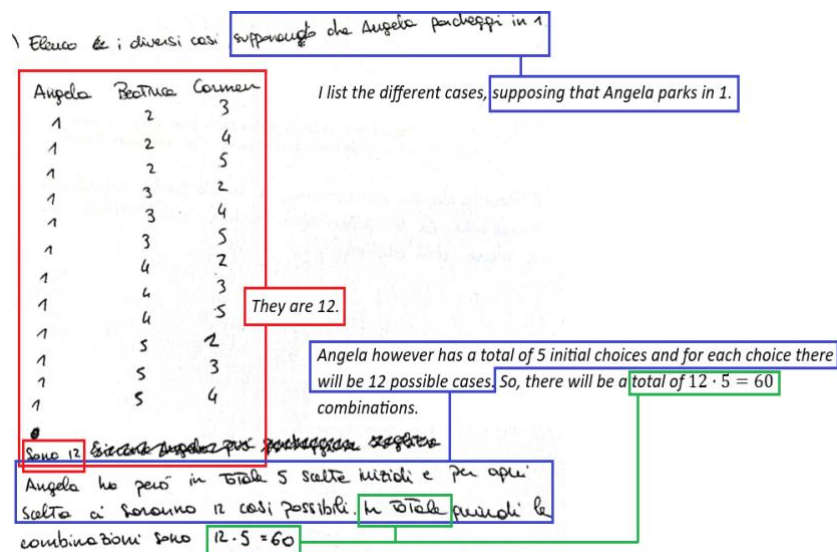 ) Elenco i diversi casi supponendo che Angela parcheggi in 1
I list the different cases, supposing that Angela parks in 1.
Angela Beatrice Carmen
1 2 3
1 2 4
1 2 5
1 3 2
1 3 4
1 3 5
1 4 2
1 4 3
1 4 5
1 5 2
1 5 3
1 5 4
They are 12.
Angela however has a total of 5 initial choices and for each choice there
will be 12 possible cases. So, there will be a total of 12 · 5 = 60
combinations.
Sono 12
Angela ha però in totale 5 scelte iniziali e per ogni
scelta ci saranno 12 casi possibili. In totale quindi le
combinazioni sono 12 · 5 = 60